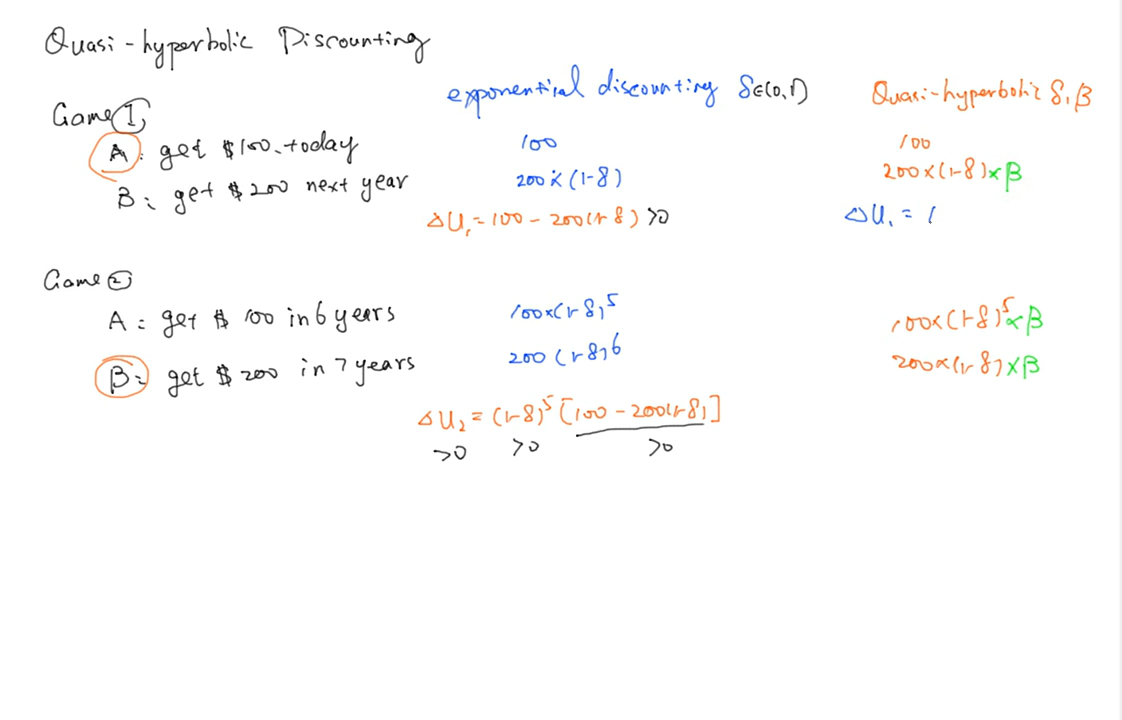 Quasi-hyperbolic Discounting
exponential discounting δ∈(0,1)
Quasi-hyperbolic δ, β
Game ①
A: get $100 today
100
100
B: get $200 next year
200×(1-δ)
200×(1-δ)×β
ΔU₁=100-200(1-δ)>0
ΔU₁=1
Game ②
A: get $100 in 6 years
100×(1-δ)⁵
100×(1-δ)⁵×β
B: get $200 in 7 years
200(1-δ)⁶
200×(1-δ)×β
ΔU₂=(1-δ)⁵[100-200(1-δ)]
>0 >0 >0